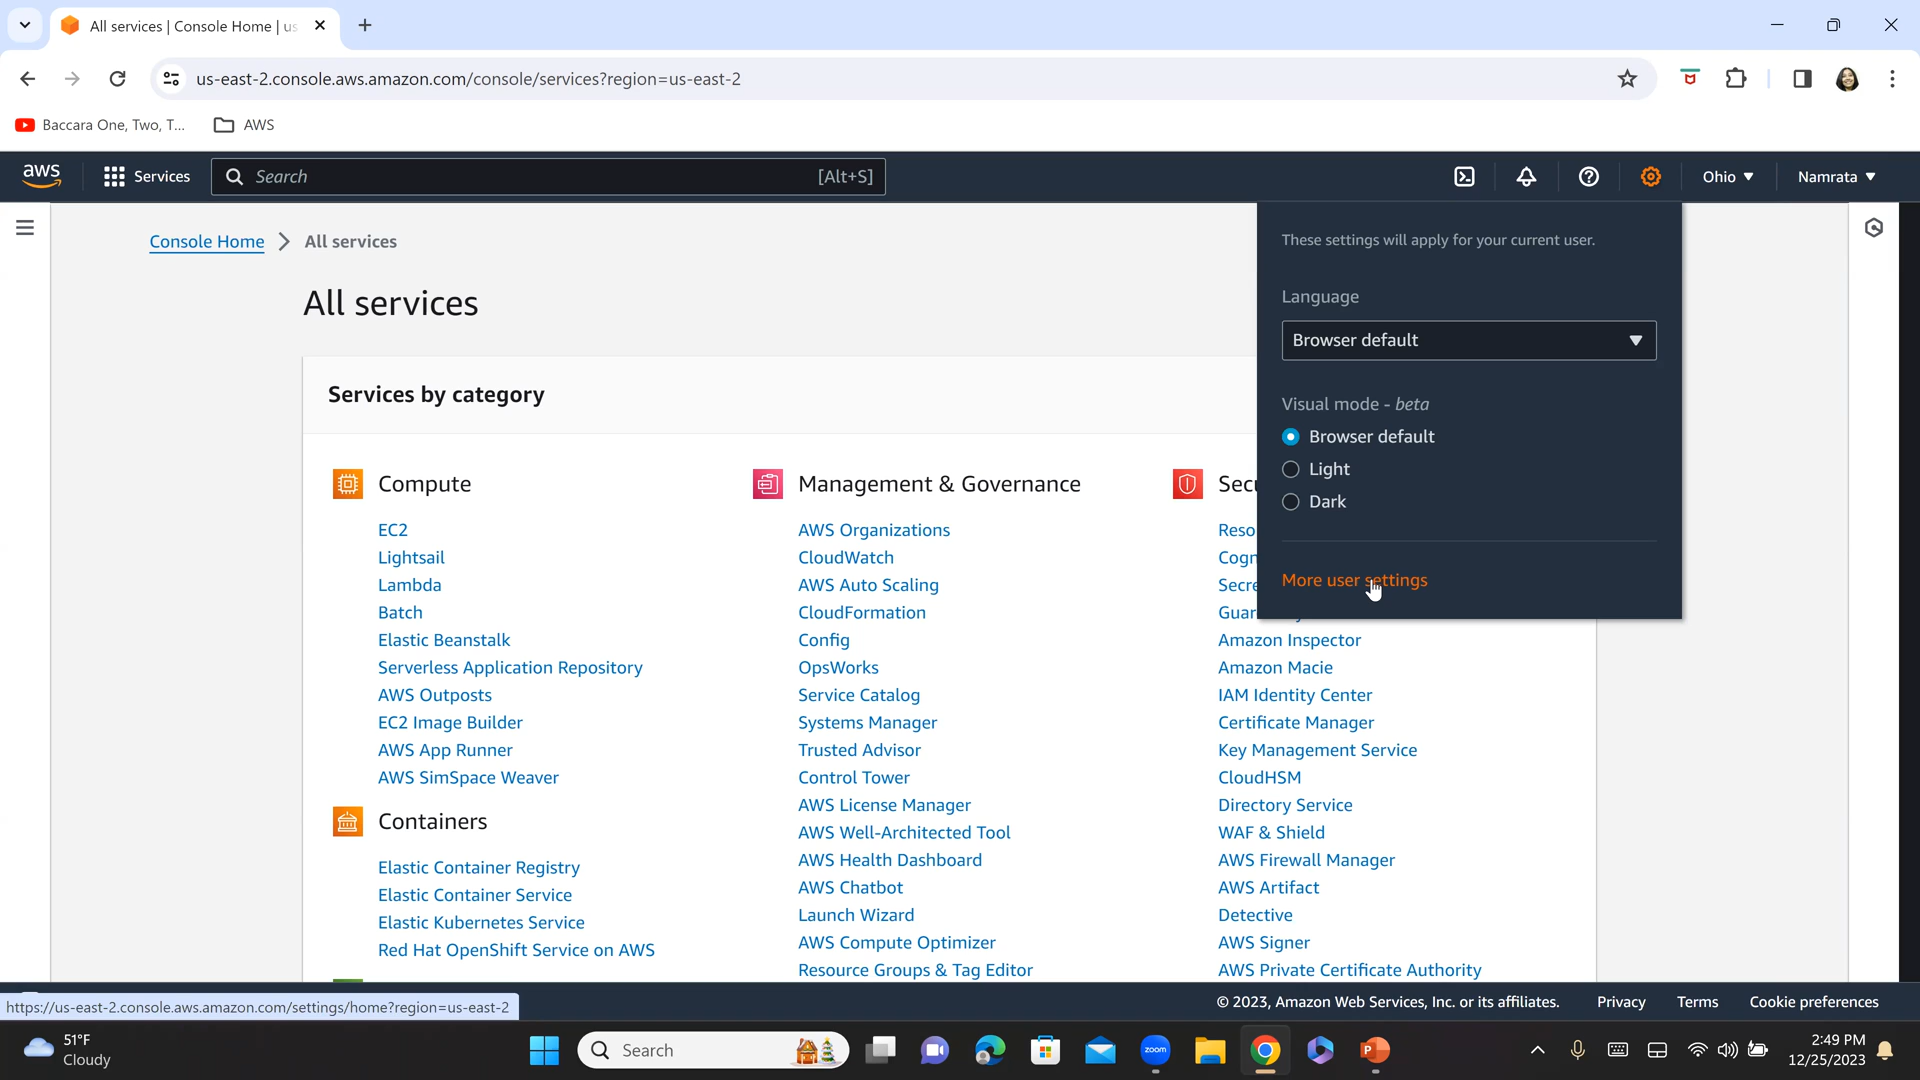 All services | Console Home | us
us-east-2.console.aws.amazon.com/console/services?region=us-east-2
Baccara One, Two, T...
AWS
aws
Services
Search
[Alt+S]
Ohio
Namrata
Console Home
All services
These settings will apply for your current user.
Language
Browser default
Visual mode - beta
Browser default
Light
Dark
More user settings
All services
Services by category
Compute
EC2
Lightsail
Lambda
Batch
Elastic Beanstalk
Serverless Application Repository
AWS Outposts
EC2 Image Builder
AWS App Runner
AWS SimSpace Weaver
Containers
Elastic Container Registry
Elastic Container Service
Elastic Kubernetes Service
Red Hat OpenShift Service on AWS
Management & Governance
AWS Organizations
CloudWatch
AWS Auto Scaling
CloudFormation
Config
OpsWorks
Service Catalog
Systems Manager
Trusted Advisor
Control Tower
AWS License Manager
AWS Well-Architected Tool
AWS Health Dashboard
AWS Chatbot
Launch Wizard
AWS Compute Optimizer
Resource Groups & Tag Editor
Amazon Inspector
Amazon Macie
IAM Identity Center
Certificate Manager
Key Management Service
CloudHSM
Directory Service
WAF & Shield
AWS Firewall Manager
AWS Artifact
Detective
AWS Signer
AWS Private Certificate Authority
https://us-east-2.console.aws.amazon.com/settings/home?region=us-east-2
© 2023, Amazon Web Services, Inc. or its affiliates.
Privacy
Terms
Cookie preferences
51°F
Cloudy
Search
zoom
2:49 PM
12/25/2023